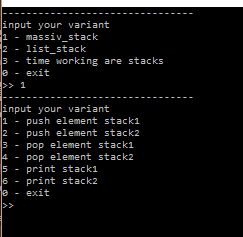 --------------------------------
input your variant
1 - massiv_stack
2 - list_stack
3 - time working are stacks
0 - exit
>> 1
--------------------------------
input your variant
1 - push element stack1
2 - push element stack2
3 - pop element stack1
4 - pop element stack2
5 - print stack1
6 - print stack2
0 - exit
>>